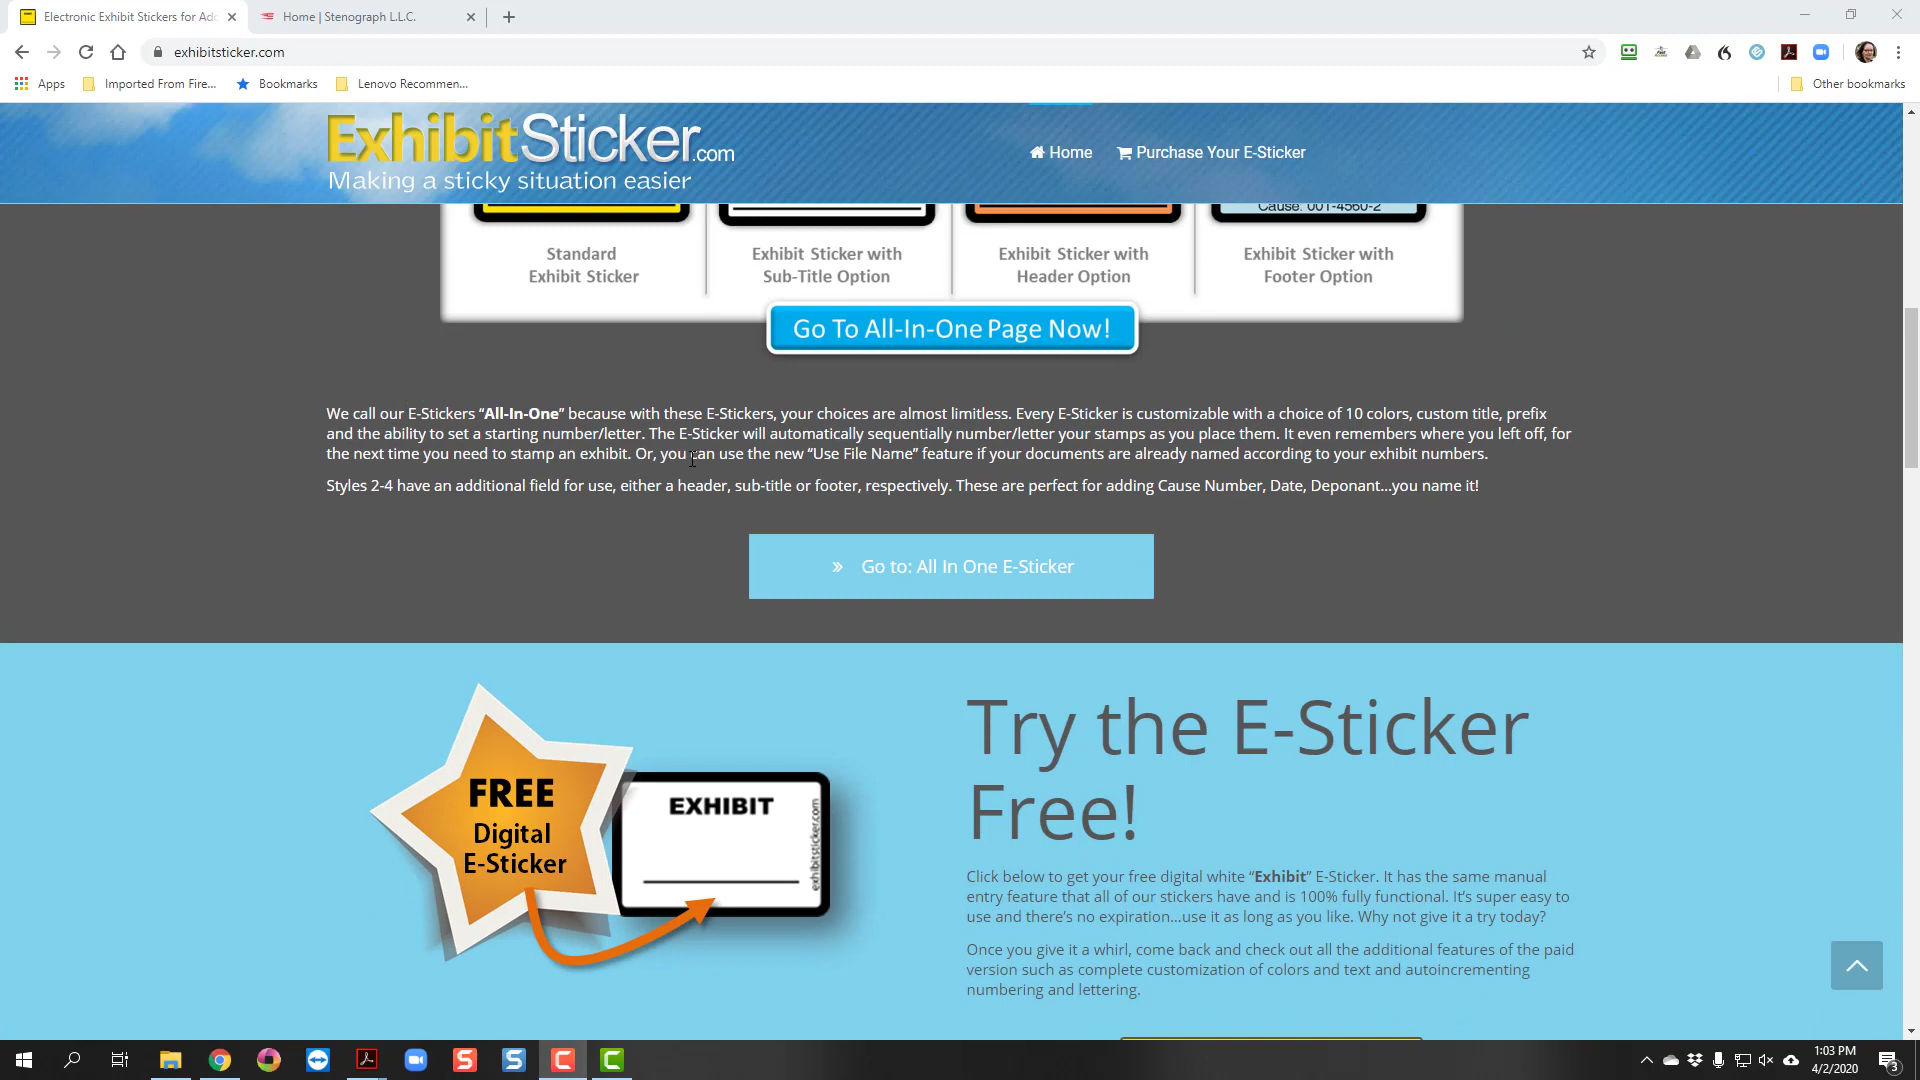 Electronic Exhibit Stickers for Ado
Home | Stenograph L.L.C.
exhibitsticker.com
Apps
Imported From Fire...
Bookmarks
Lenovo Recommen...
Other bookmarks
ExhibitSticker.com
Making a sticky situation easier
Home
Purchase Your E-Sticker
Cause: 001-4560-2
Standard
Exhibit Sticker
Exhibit Sticker with
Sub-Title Option
Exhibit Sticker with
Header Option
Exhibit Sticker with
Footer Option
Go To All-In-One Page Now!
We call our E-Stickers “All-In-One” because with these E-Stickers, your choices are almost limitless. Every E-Sticker is customizable with a choice of 10 colors, custom title, prefix
and the ability to set a starting number/letter. The E-Sticker will automatically sequentially number/letter your stamps as you place them. It even remembers where you left off, for
the next time you need to stamp an exhibit. Or, you can use the new “Use File Name” feature if your documents are already named according to your exhibit numbers.
Styles 2-4 have an additional field for use, either a header, sub-title or footer, respectively. These are perfect for adding Cause Number, Date, Deponant...you name it!
» Go to: All In One E-Sticker
FREE
Digital
E-Sticker
EXHIBIT
exhibitsticker.com
Try the E-Sticker
Free!
Click below to get your free digital white “Exhibit” E-Sticker. It has the same manual
entry feature that all of our stickers have and is 100% fully functional. It’s super easy to
use and there’s no expiration...use it as long as you like. Why not give it a try today?
Once you give it a whirl, come back and check out all the additional features of the paid
version such as complete customization of colors and text and autoincrementing
numbering and lettering.
1:03 PM
4/2/2020
3